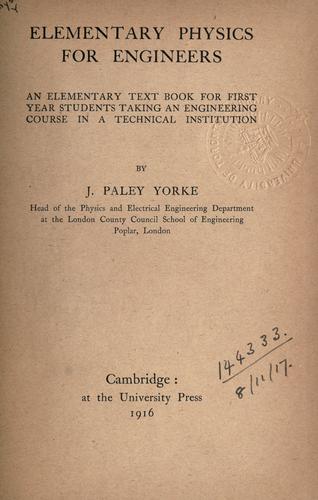 ELEMENTARY PHYSICS
FOR ENGINEERS
AN ELEMENTARY TEXT BOOK FOR FIRST
YEAR STUDENTS TAKING AN ENGINEERING
COURSE IN A TECHNICAL INSTITUTION
BY
J. PALEY YORKE
Head of the Physics and Electrical Engineering Department
at the London County Council School of Engineering
Poplar, London
144333.
8/11/17.
Cambridge:
at the University Press
1916